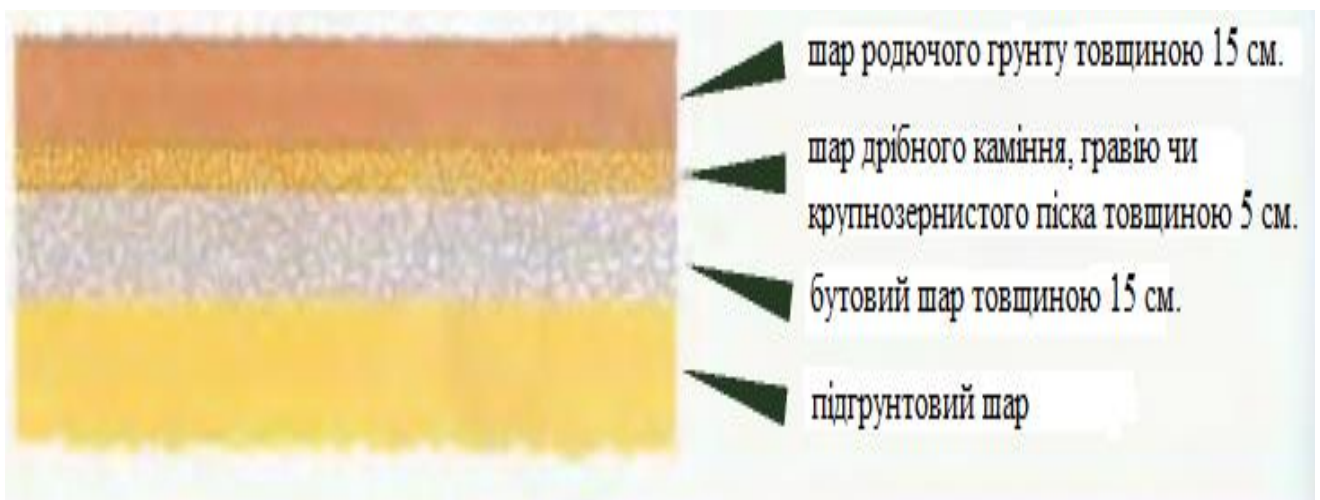 шар родючого грунту товщиною 15 см.
шар дрібного каміння, гравію чи
крупнозернистого піска товщиною 5 см.
бутовий шар товщиною 15 см.
підгрунтовий шар